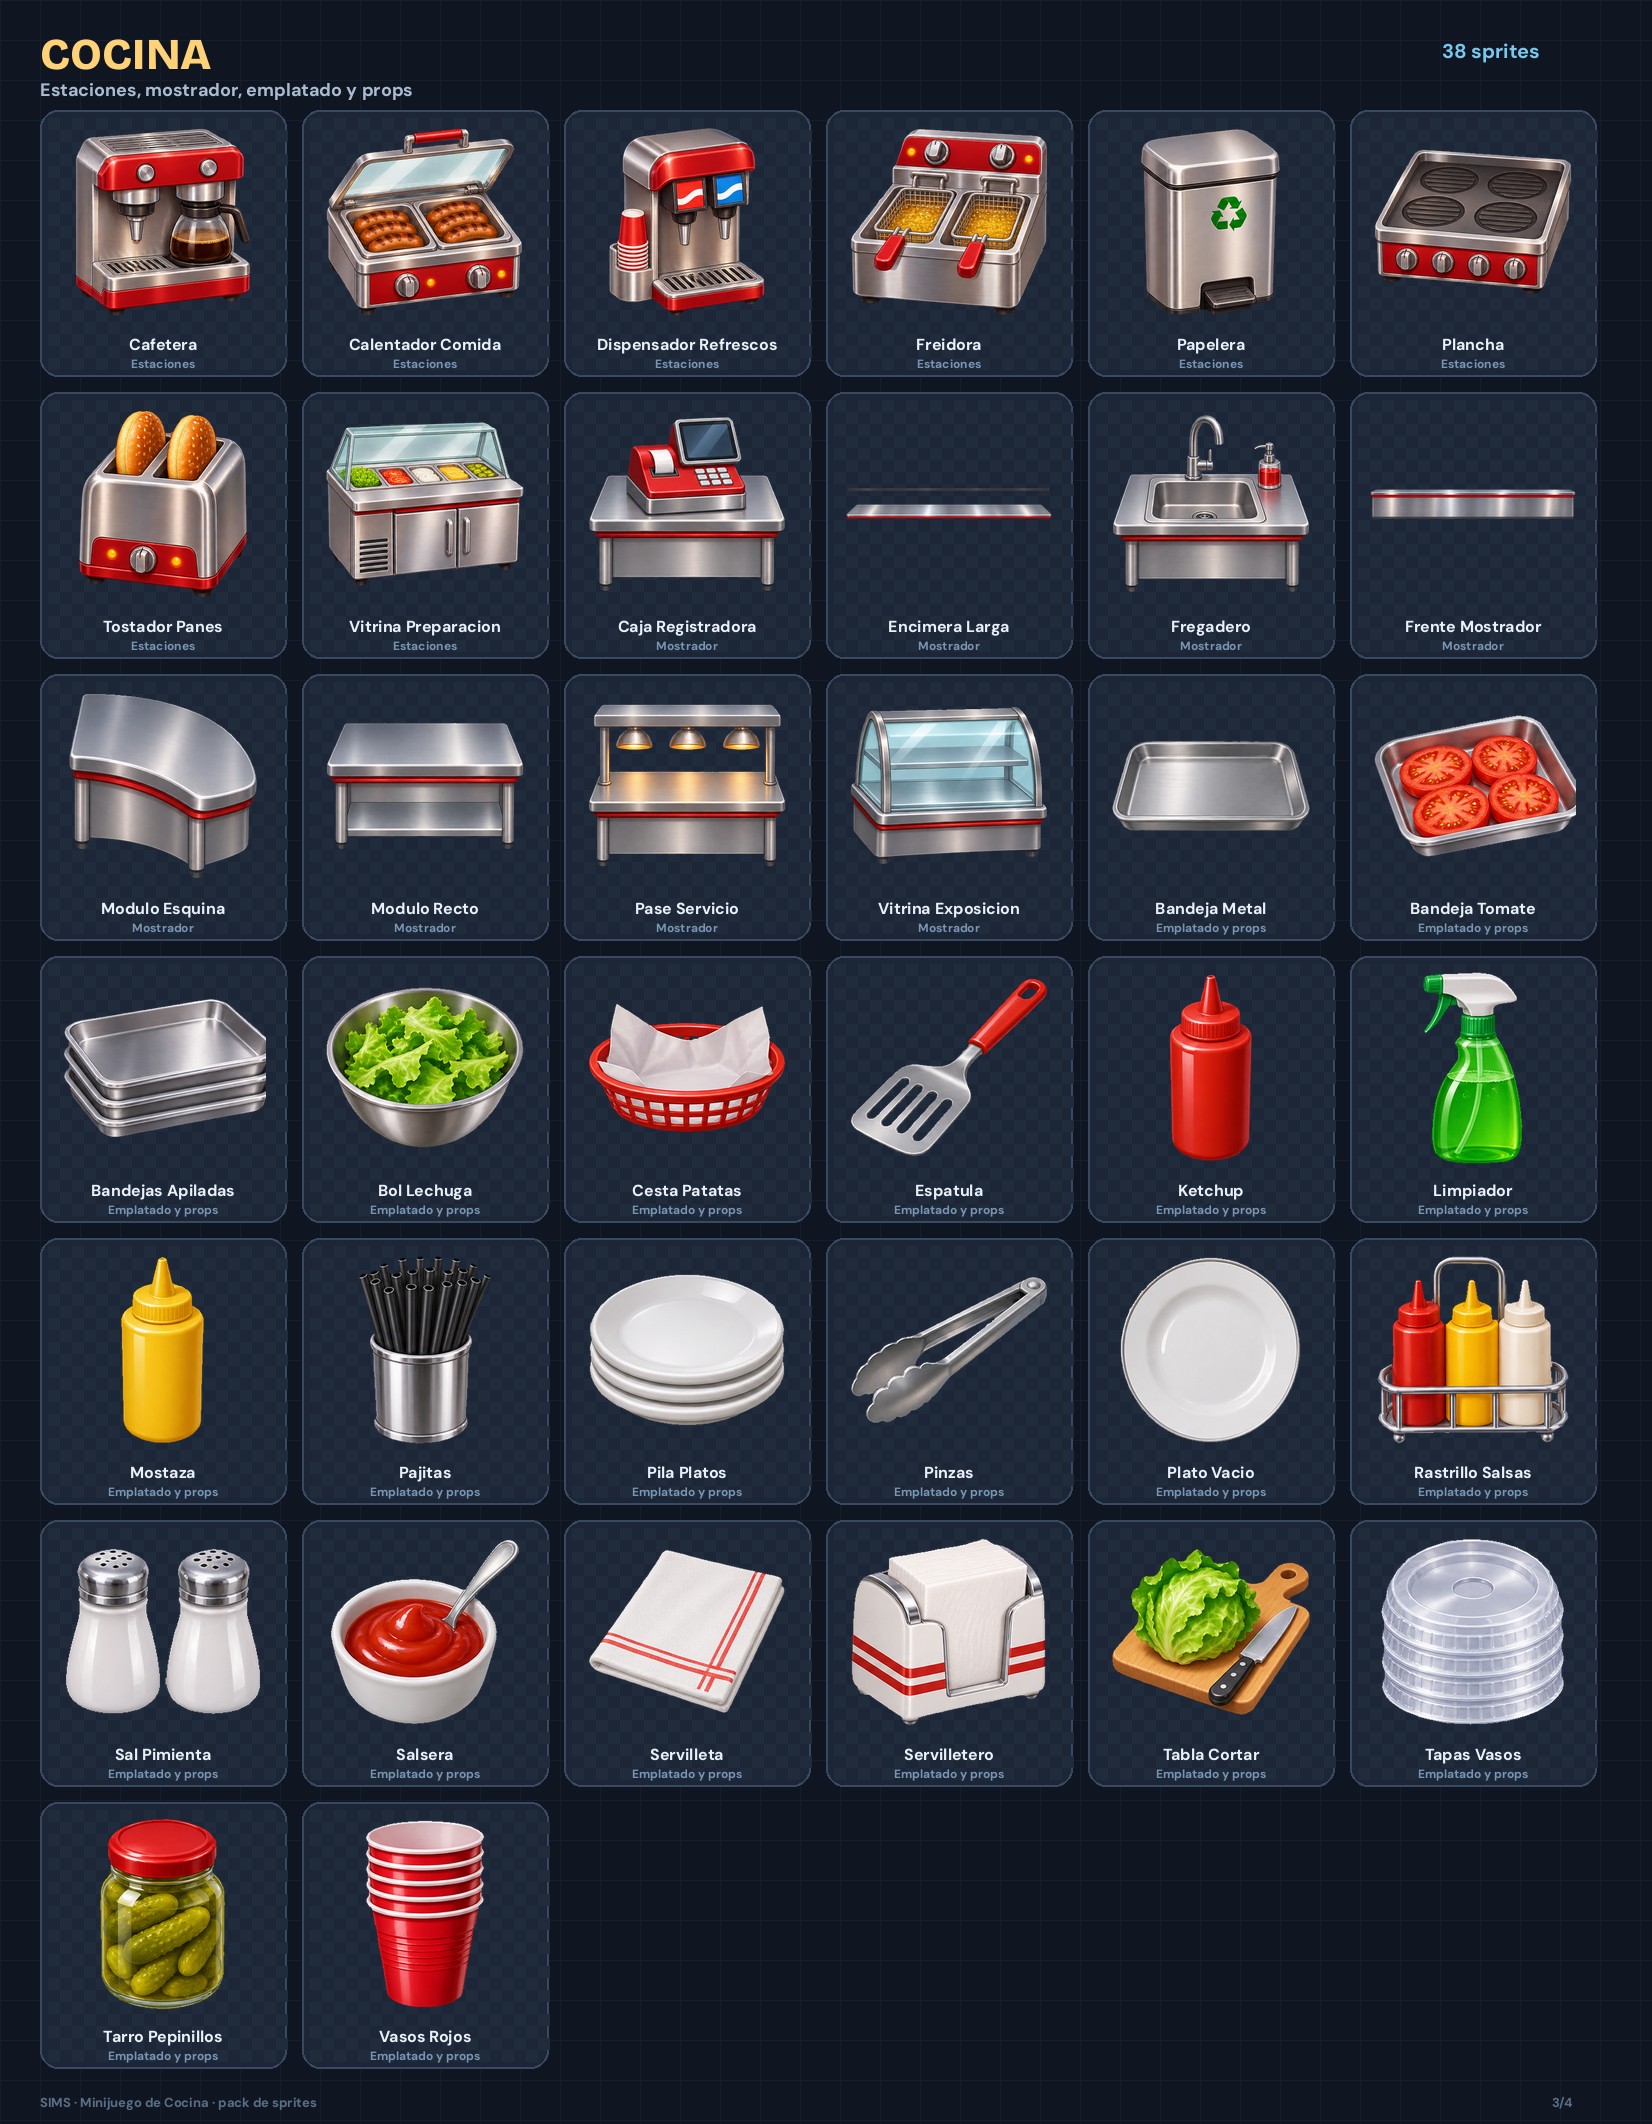 COCINA
38 sprites
Estaciones, mostrador, emplatado y props
Cafetera
Estaciones
Calentador Comida
Estaciones
Dispensador Refrescos
Estaciones
Freidora
Estaciones
Papelera
Estaciones
Plancha
Estaciones
Tostador Panes
Estaciones
Vitrina Preparacion
Estaciones
Caja Registradora
Mostrador
Encimera Larga
Mostrador
Fregadero
Mostrador
Frente Mostrador
Mostrador
Modulo Esquina
Mostrador
Modulo Recto
Mostrador
Pase Servicio
Mostrador
Vitrina Exposicion
Mostrador
Bandeja Metal
Emplatado y props
Bandeja Tomate
Emplatado y props
Bandejas Apiladas
Emplatado y props
Bol Lechuga
Emplatado y props
Cesta Patatas
Emplatado y props
Espatula
Emplatado y props
Ketchup
Emplatado y props
Limpiador
Emplatado y props
Mostaza
Emplatado y props
Pajitas
Emplatado y props
Pila Platos
Emplatado y props
Pinzas
Emplatado y props
Plato Vacio
Emplatado y props
Rastrillo Salsas
Emplatado y props
Sal Pimienta
Emplatado y props
Salsera
Emplatado y props
Servilleta
Emplatado y props
Servilletero
Emplatado y props
Tabla Cortar
Emplatado y props
Tapas Vasos
Emplatado y props
Tarro Pepinillos
Emplatado y props
Vasos Rojos
Emplatado y props
SIMS · Minijuego de Cocina · pack de sprites
3/4